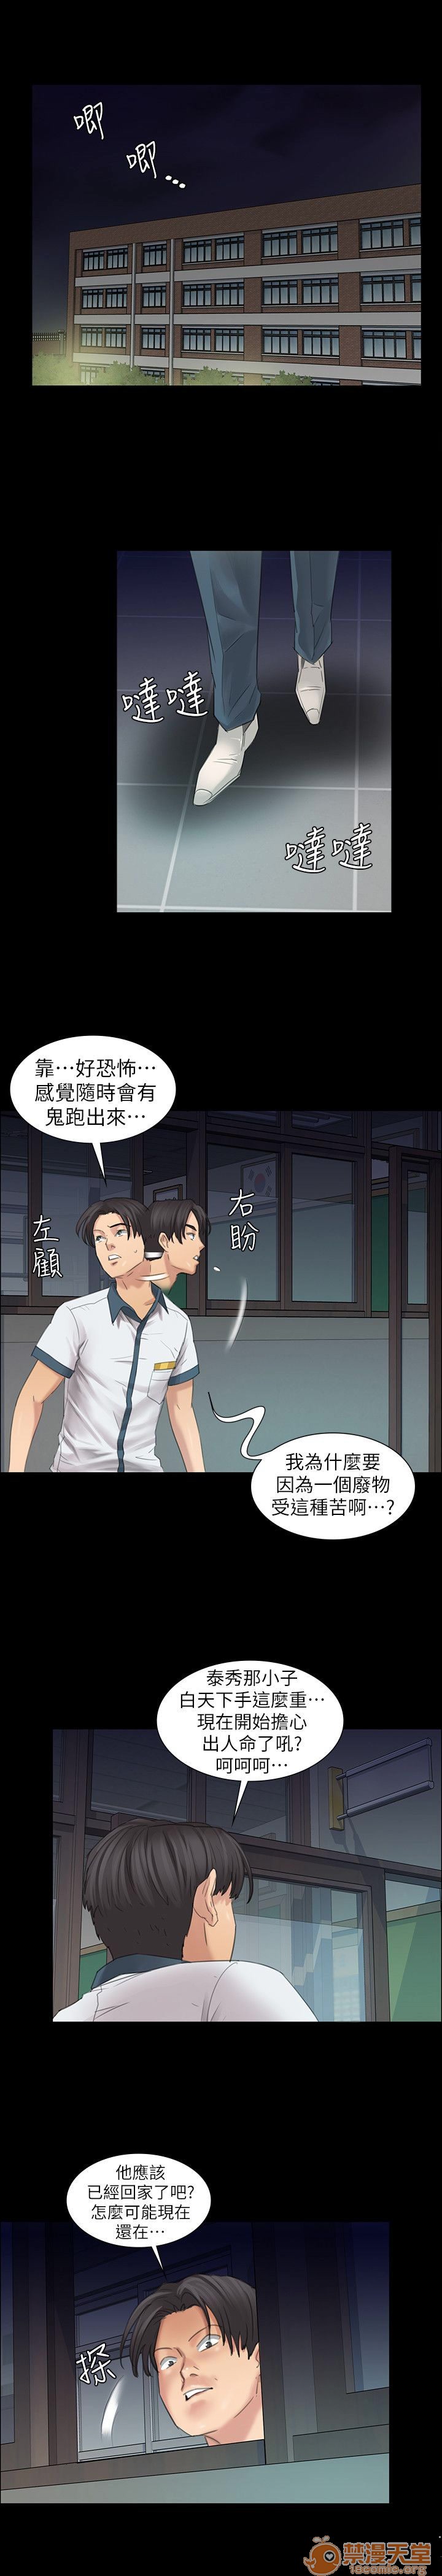 唧
唧…
噠噠
噠噠
靠…好恐怖…
感覺隨時會有
鬼跑出來…
左顧
右盼
我為什麼要
因為一個廢物
受這種苦啊…?
泰秀那小子
白天下手這麼重…
現在開始擔心
出人命了吼?
呵呵呵…
他應該
已經回家了吧?
怎麼可能現在
還在…
探
禁漫天堂
18comic.org